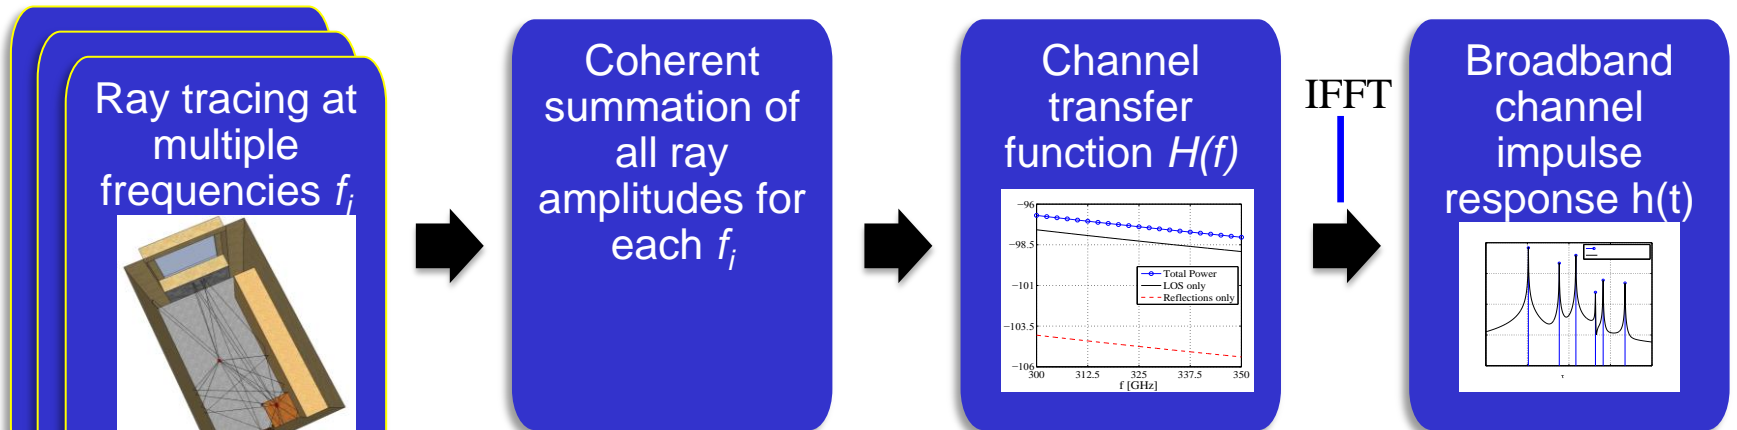 Ray tracing at
multiple
frequencies fi
Coherent
summation of
all ray
amplitudes for
each fi
Channel
transfer
function H(f)
−96
−98.5
−101
−103.5
−106
300
312.5
325
337.5
350
f [GHz]
Total Power
LOS only
Reflections only
IFFT
Broadband
channel
impulse
response h(t)
τ